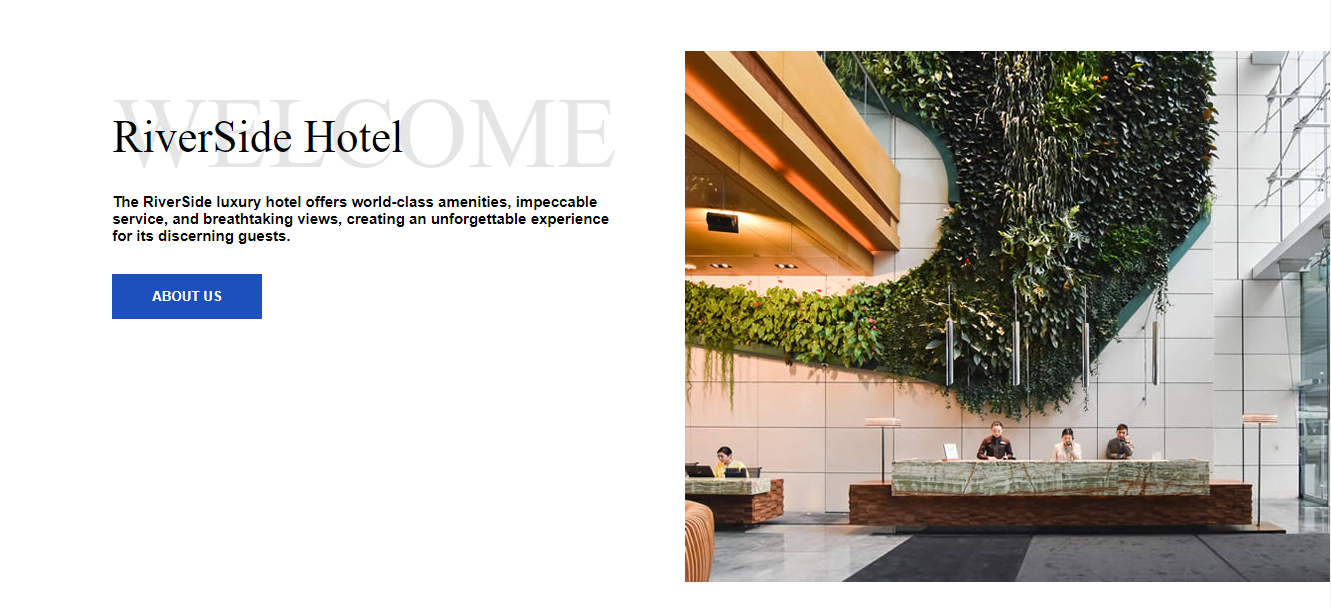 WELCOME
RiverSide Hotel
The RiverSide luxury hotel offers world-class amenities, impeccable
service, and breathtaking views, creating an unforgettable experience
for its discerning guests.
ABOUT US